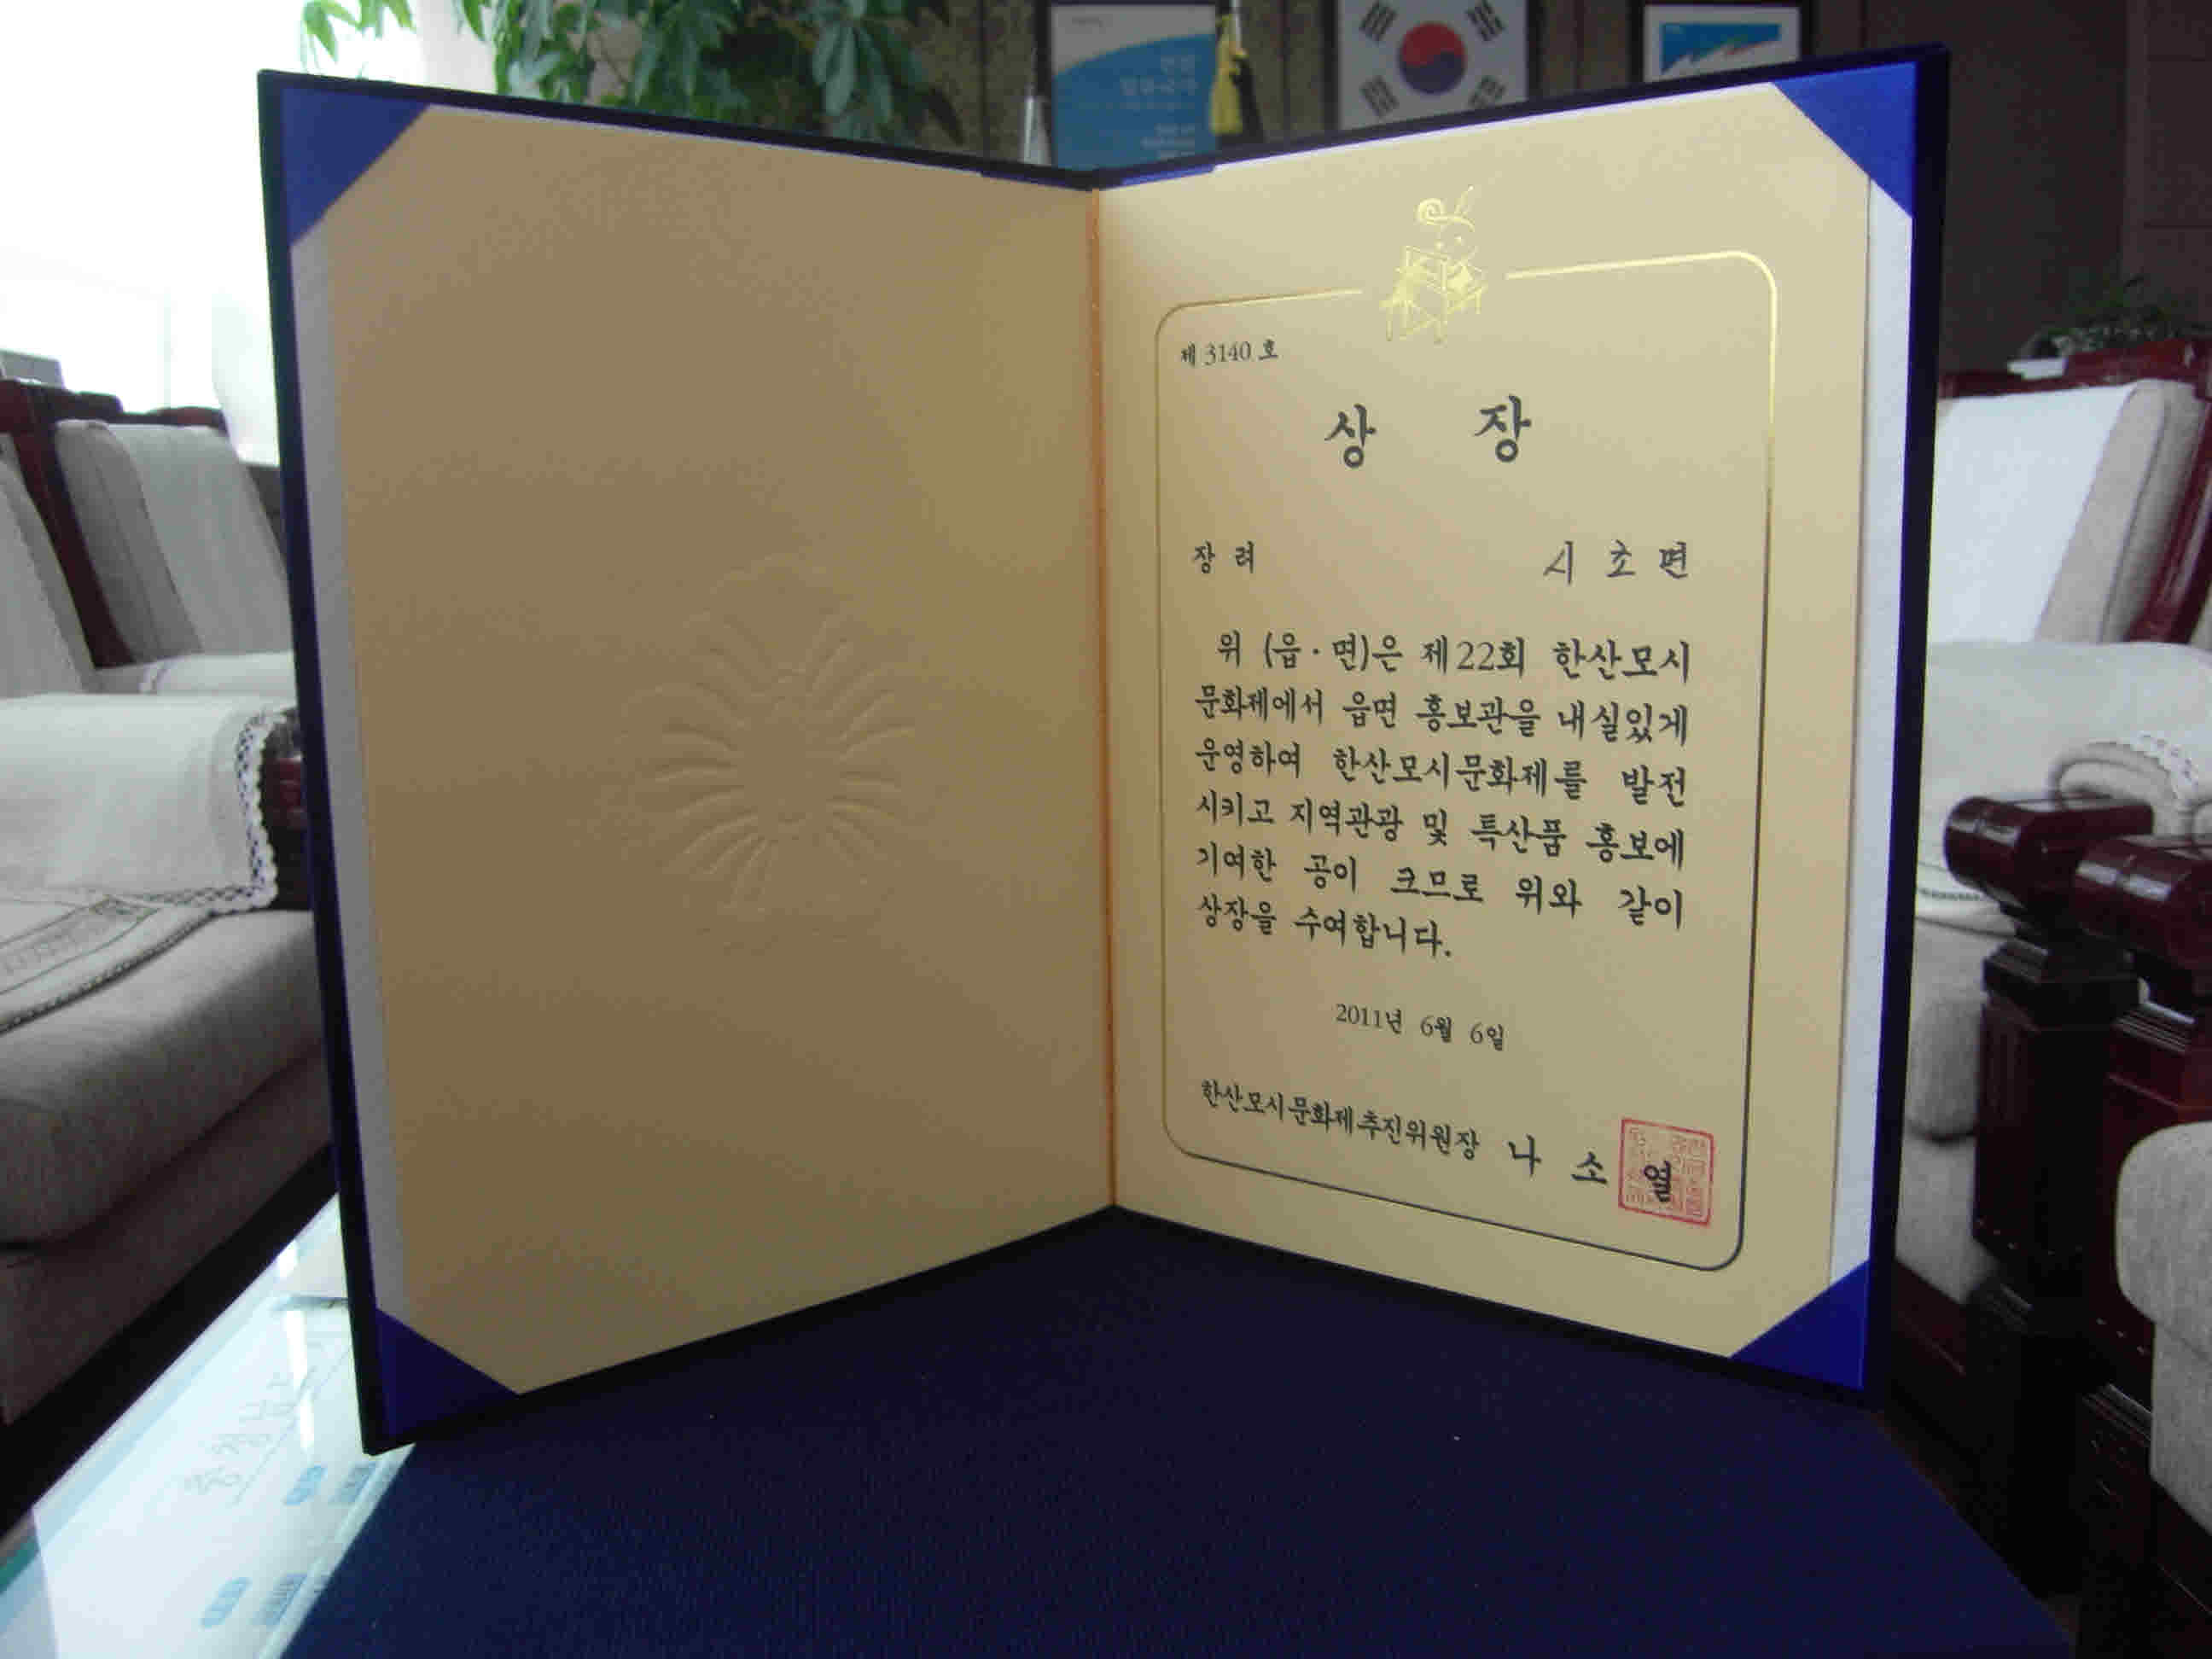 제 3140 호
상 장
장 려 시 초 면
위 (읍·면)은 제22회 한산모시
문화제에서 읍면 홍보관을 내실있게
운영하여 한산모시문화제를 발전
시키고 지역관광 및 특산품 홍보에
기여한 공이 크므로 위와 같이
상장을 수여합니다.
2011년 6월 6일
한산모시문화제추진위원장 나 소 열